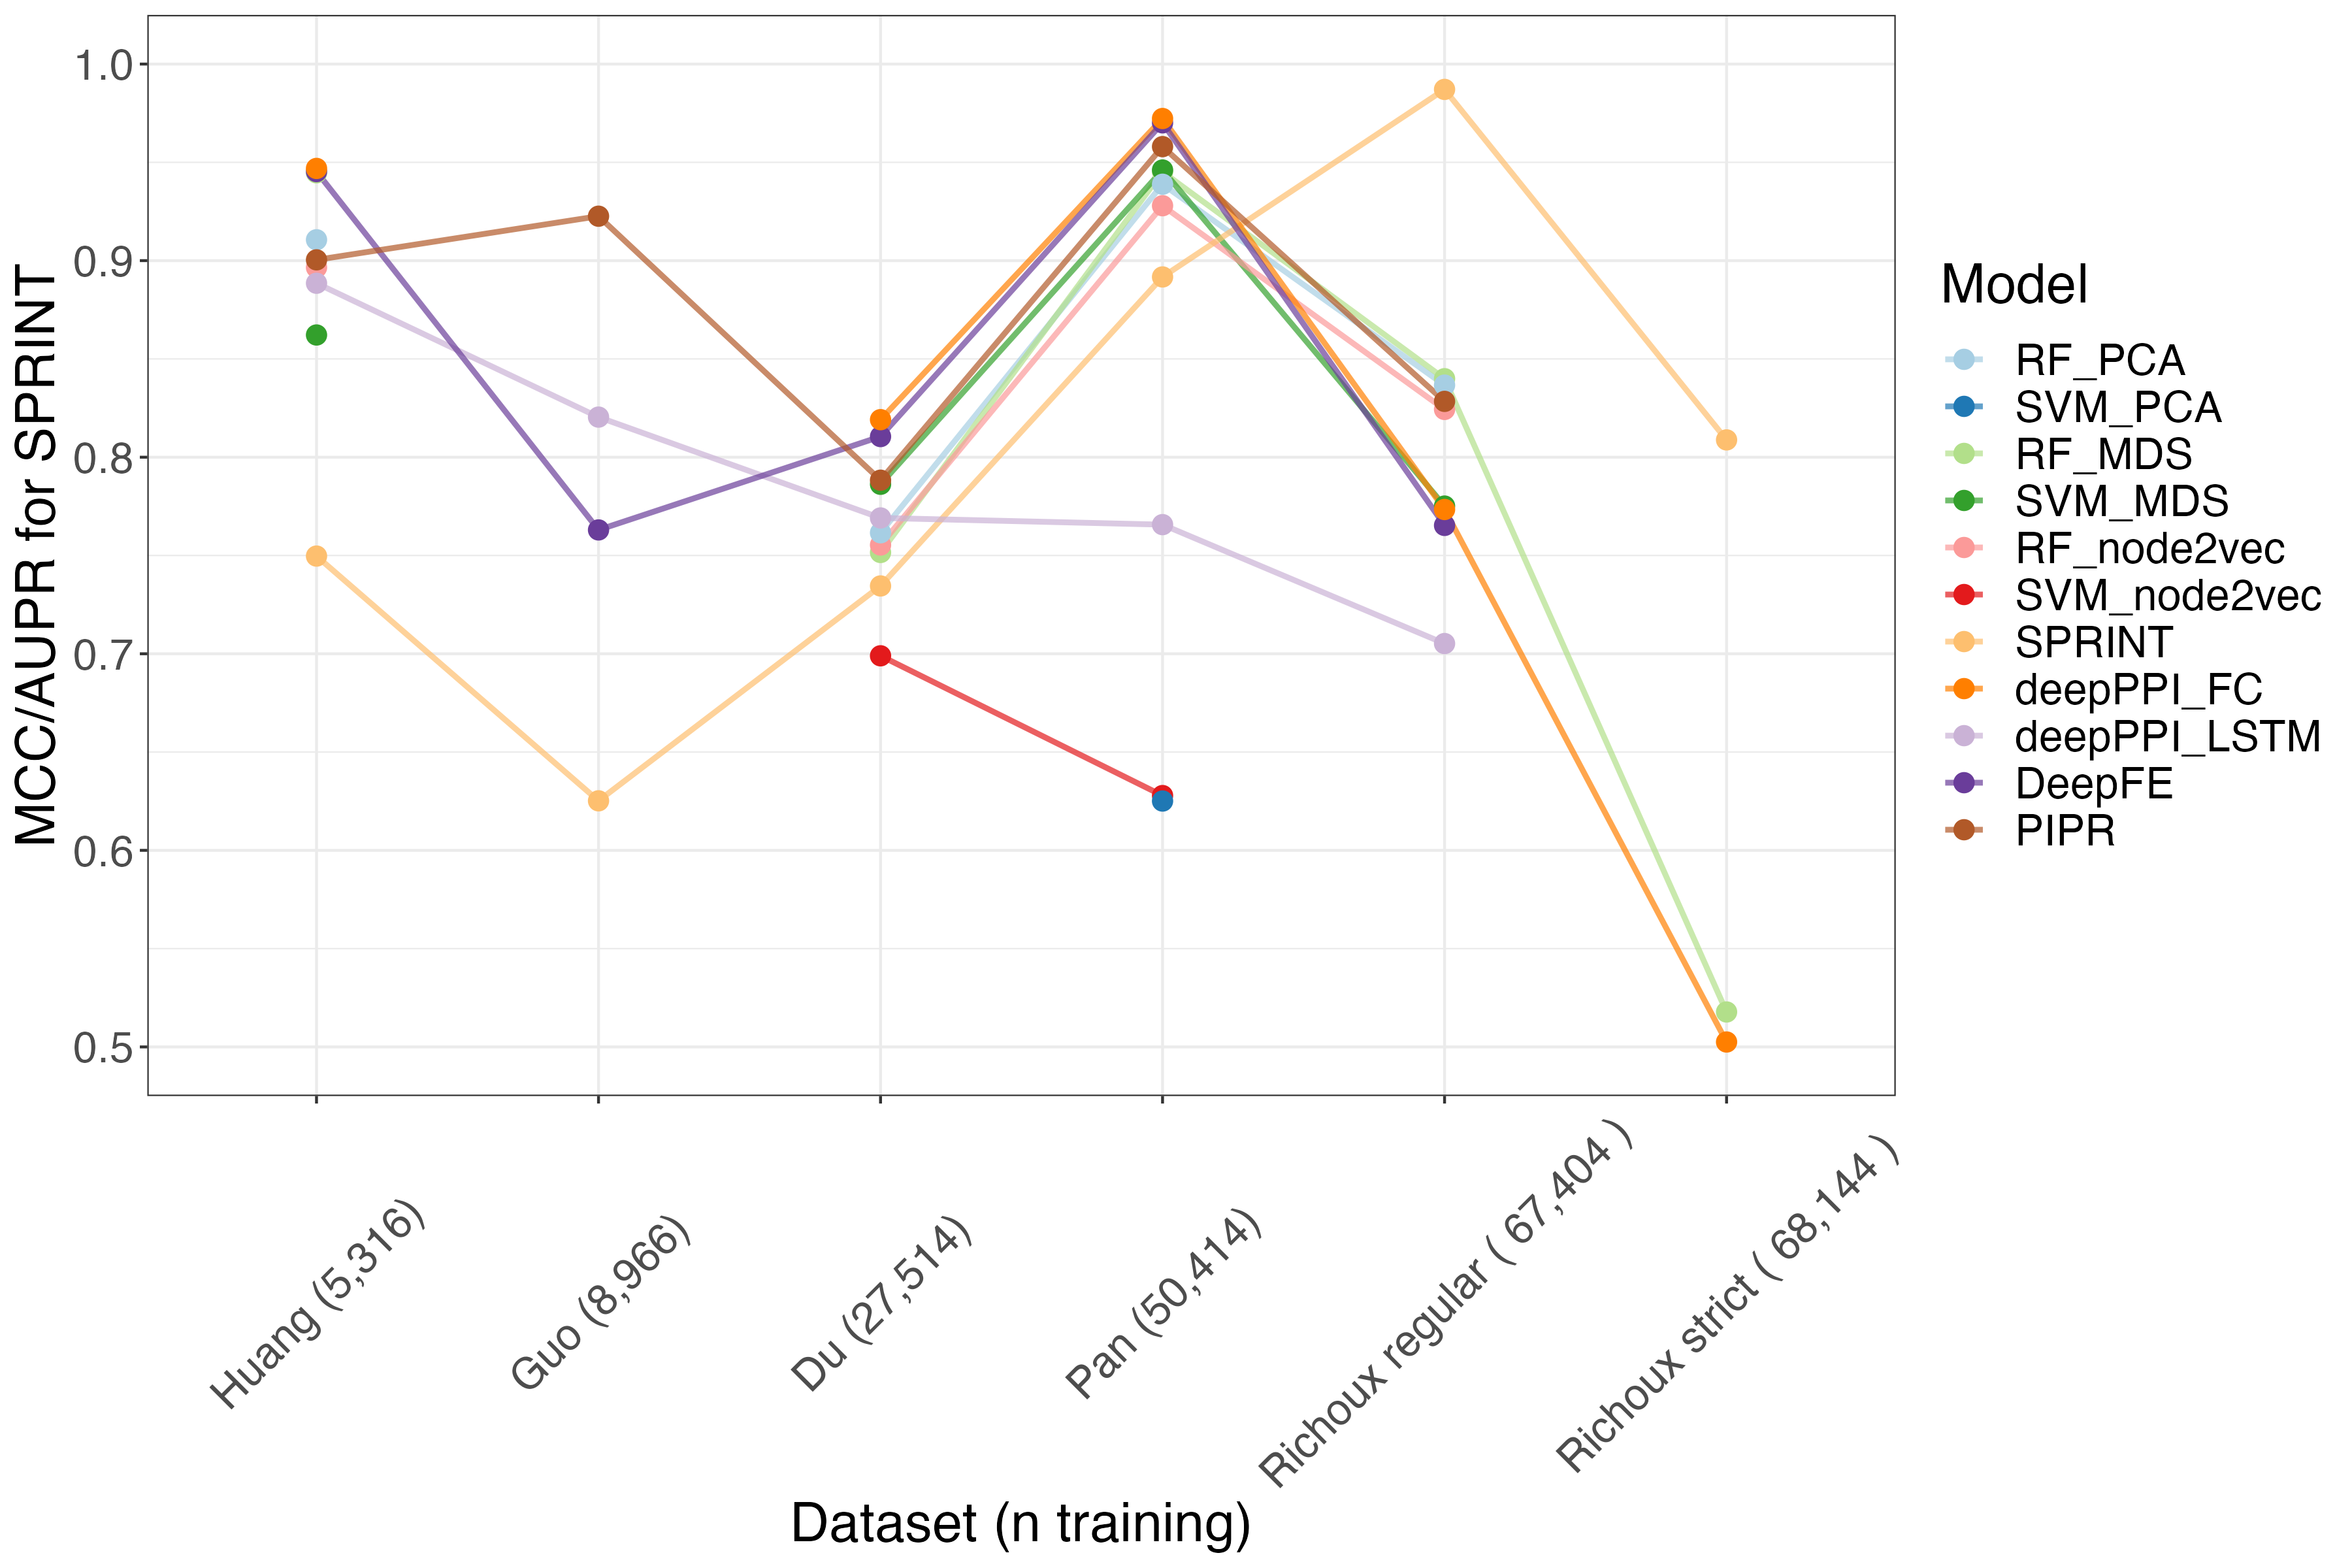 MCC/AUPR for SPRINT
1.0
0.9
0.8
0.7
0.6
0.5
Huang (5,316)
Guo (8,966)
Du (27,514)
Pan (50,414)
Richoux regular ( 67,404 )
Richoux strict ( 68,144 )
Dataset (n training)
Model
RF_PCA
SVM_PCA
RF_MDS
SVM_MDS
RF_node2vec
SVM_node2vec
SPRINT
deepPPI_FC
deepPPI_LSTM
DeepFE
PIPR